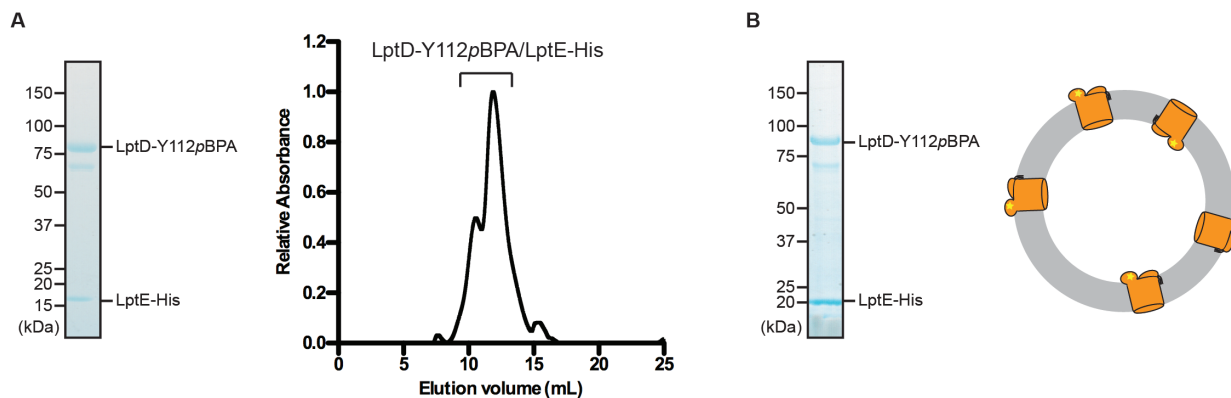 A
150
100
75
50
37
25
20
15
(kDa)
LptD-Y112pBPA
LptE-His
LptD-Y112pBPA/LptE-His
Relative Absorbance
1.2
1.0
0.8
0.6
0.4
0.2
0.0
0 5 10 15 20 25
Elution volume (mL)
B
150
100
75
50
37
25
20
(kDa)
LptD-Y112pBPA
LptE-His